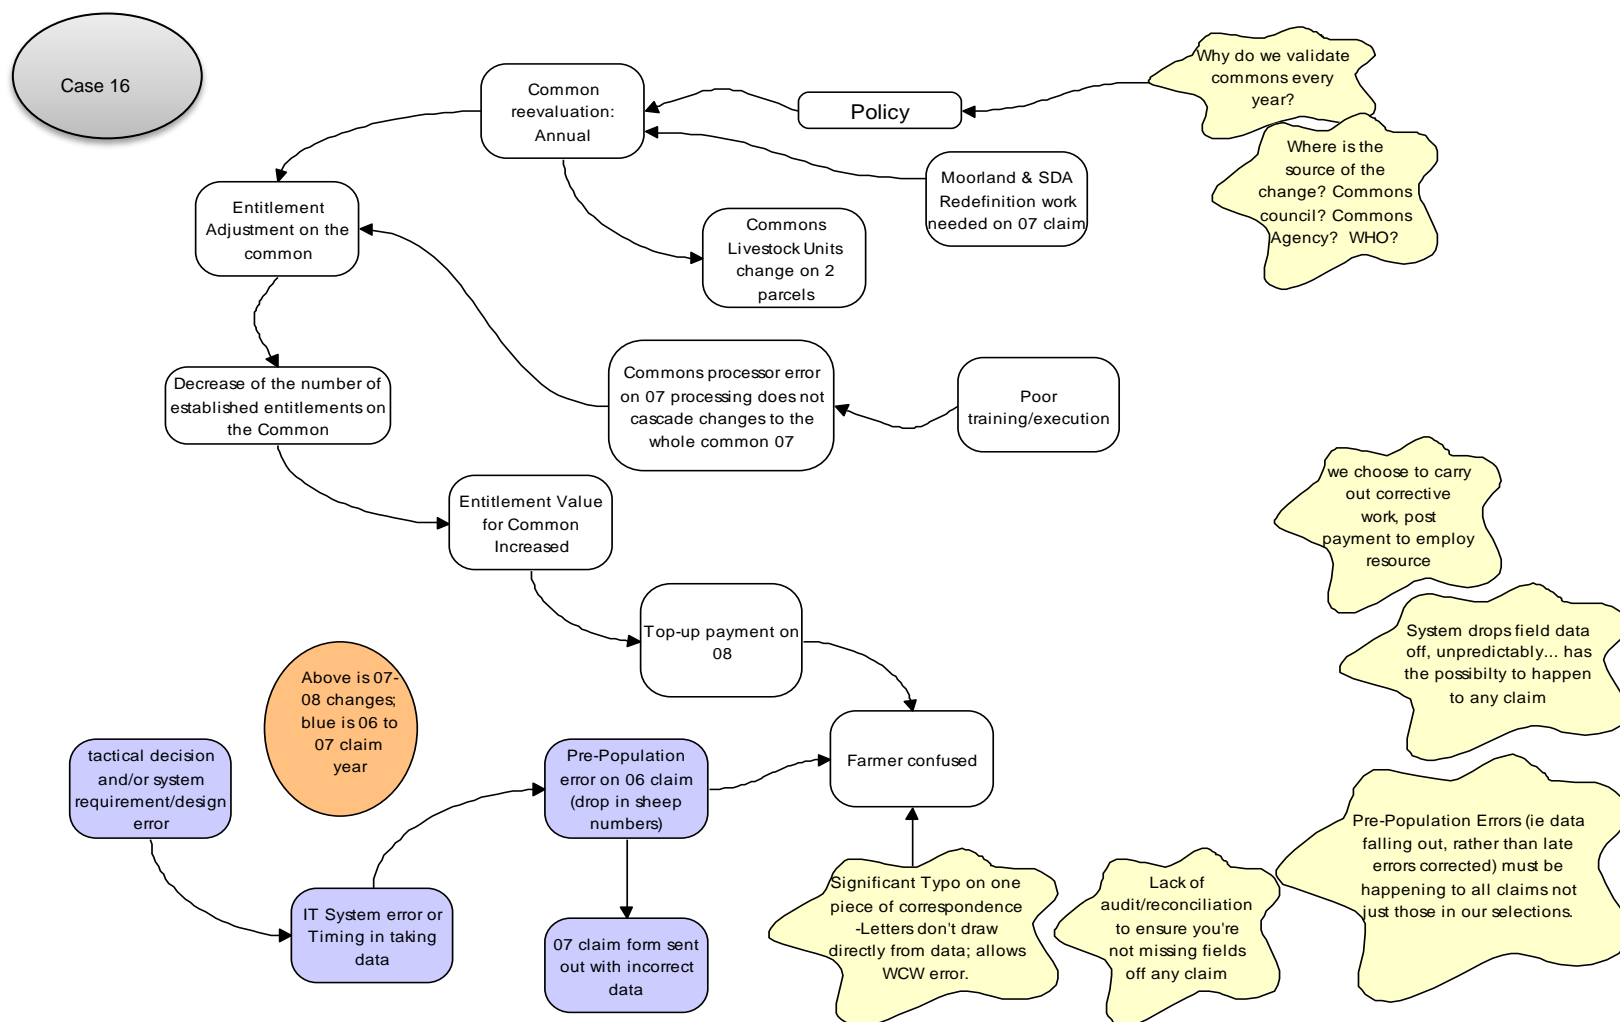 Case 16
Common
reevaluation:
Annual
Policy
Why do we validate
commons every
year?
Where is the
source of the
change? Commons
council? Commons
Agency? WHO?
Moorland & SDA
Redefinition work
needed on 07 claim
Entitlement
Adjustment on the
common
Commons
Livestock Units
change on 2
parcels
Decrease of the number of
established entitlements on
the Common
Commons processor error
on 07 processing does not
cascade changes to the
whole common 07
Poor
training/execution
Entitlement Value
for Common
Increased
we choose to carry
out corrective
work, post
payment to employ
resource
Top-up payment on
08
System drops field data
off, unpredictably... has
the possibilty to happen
to any claim
Above is 07-
08 changes;
blue is 06 to
07 claim
year
tactical decision
and/or system
requirement/design
error
Pre-Population
error on 06 claim
(drop in sheep
numbers)
Farmer confused
Pre-Population Errors (ie data
falling out, rather than late
errors corrected) must be
happening to all claims not
just those in our selections.
IT System error or
Timing in taking
data
07 claim form sent
out with incorrect
data
Significant Typo on one
piece of correspondence
-Letters don't draw
directly from data; allows
WCW error.
Lack of
audit/reconciliation
to ensure you're
not missing fields
off any claim